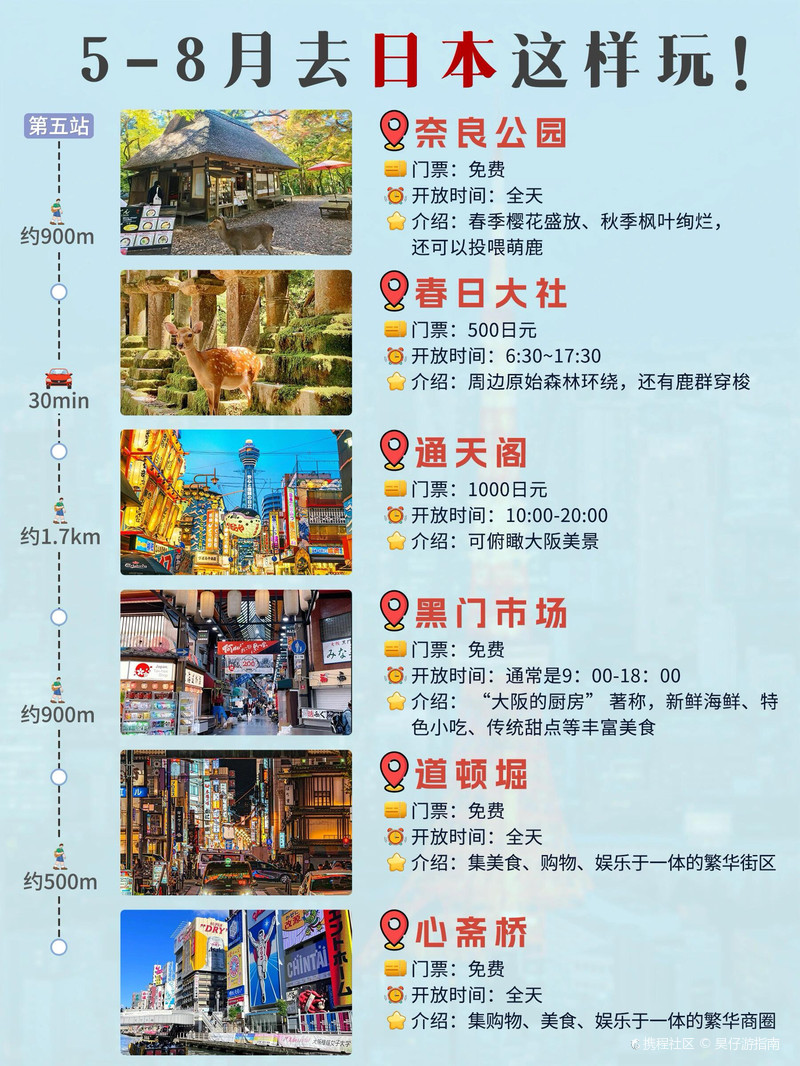 5-8月去日本这样玩！
第五站
奈良公园
门票：免费
开放时间：全天
介绍：春季樱花盛放、秋季枫叶绚烂，
还可以投喂萌鹿
约900m
春日大社
门票：500日元
开放时间：6:30~17:30
介绍：周边原始森林环绕，还有鹿群穿梭
30min
通天阁
门票：1000日元
开放时间：10:00-20:00
介绍：可俯瞰大阪美景
约1.7km
黑门市场
门票：免费
开放时间：通常是9：00-18：00
介绍： “大阪的厨房” 著称，新鲜海鲜、特
色小吃、传统甜点等丰富美食
约900m
道顿堀
门票：免费
开放时间：全天
介绍：集美食、购物、娱乐于一体的繁华街区
约500m
心斋桥
门票：免费
开放时间：全天
介绍：集购物、美食、娱乐于一体的繁华商圈
DRY
CHINTAI
携程社区 © 昊仔游指南